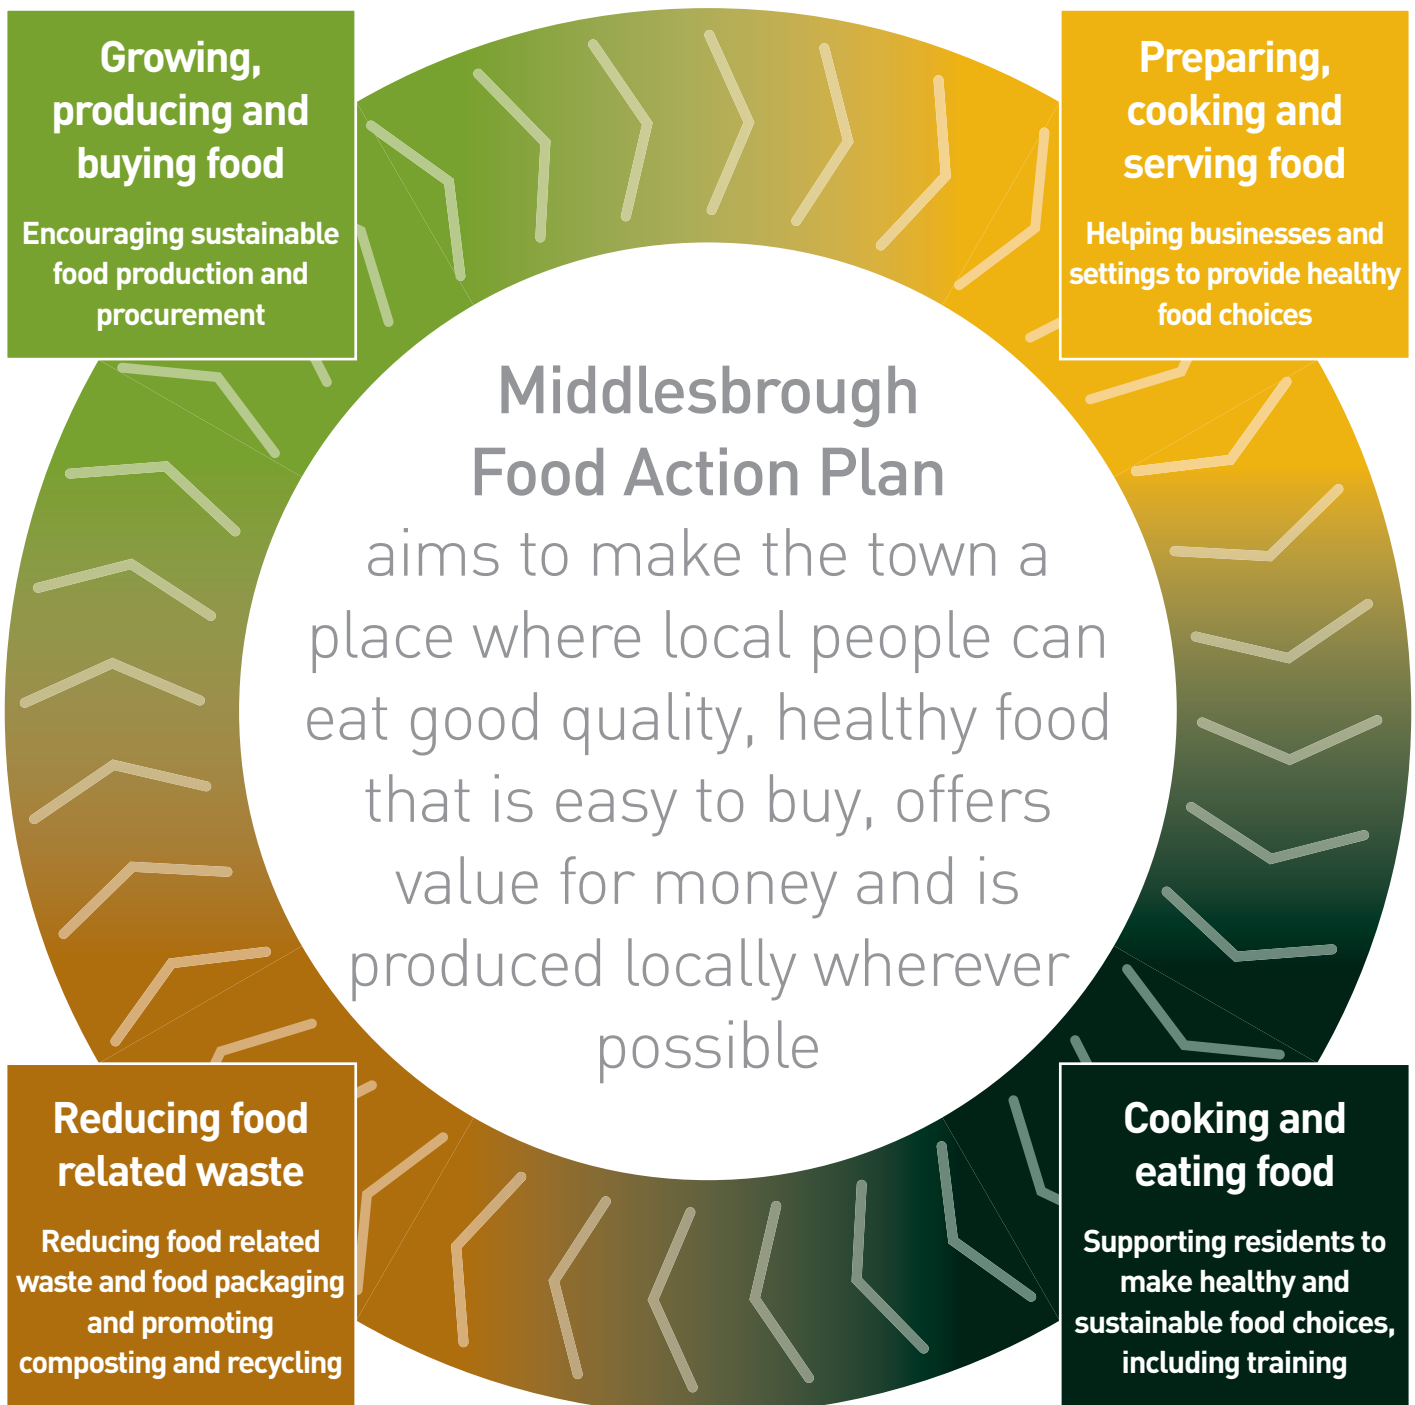 Growing,
producing and
buying food
Encouraging sustainable
food production and
procurement
Preparing,
cooking and
serving food
Helping businesses and
settings to provide healthy
food choices
Middlesbrough
Food Action Plan
aims to make the town a
place where local people can
eat good quality, healthy food
that is easy to buy, offers
value for money and is
produced locally wherever
possible
Reducing food
related waste
Reducing food related
waste and food packaging
and promoting
composting and recycling
Cooking and
eating food
Supporting residents to
make healthy and
sustainable food choices,
including training